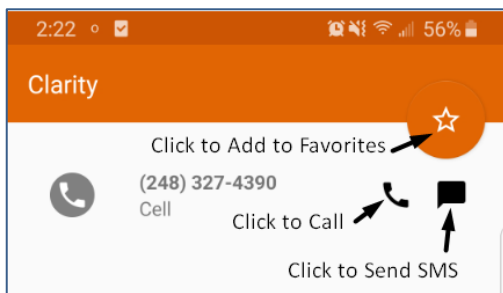 2:22 56%
Clarity
Click to Add to Favorites
(248) 327-4390
Cell
Click to Call
Click to Send SMS